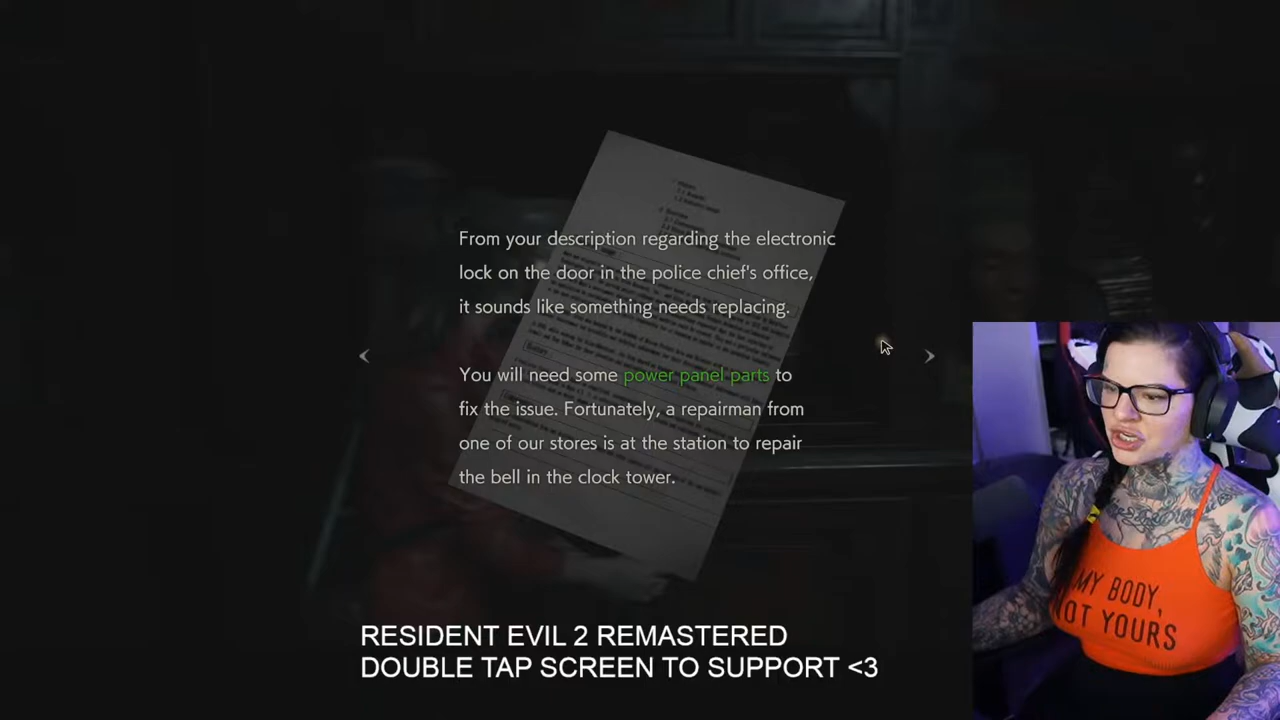 From your description regarding the electronic
lock on the door in the police chief's office,
it sounds like something needs replacing.
You will need some power panel parts to
fix the issue. Fortunately, a repairman from
one of our stores is at the station to repair
the bell in the clock tower.
MY BODY,
NOT YOURS
RESIDENT EVIL 2 REMASTERED
DOUBLE TAP SCREEN TO SUPPORT <3